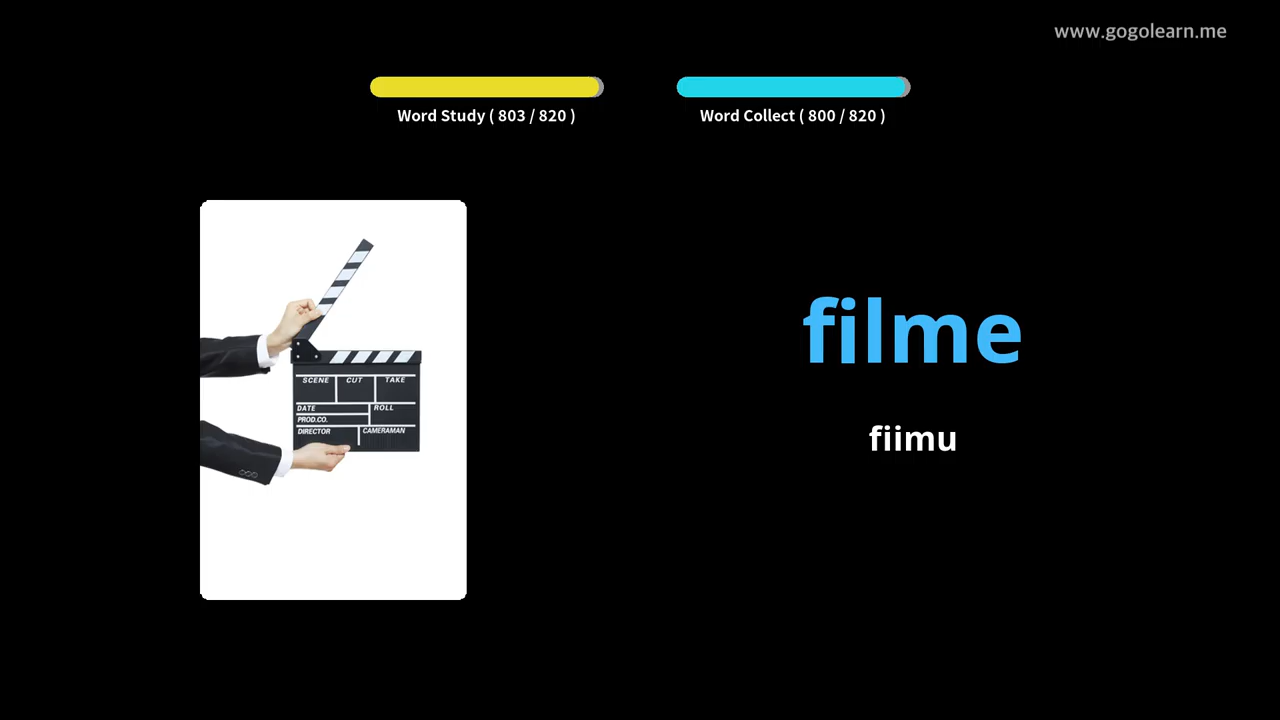 www.gogolearn.me
Word Study ( 803 / 820 )
Word Collect ( 800 / 820 )
SCENE CUT TAKE
DATE ROLL
PROD.CO.
DIRECTOR CAMERAMAN
filme
fiimu